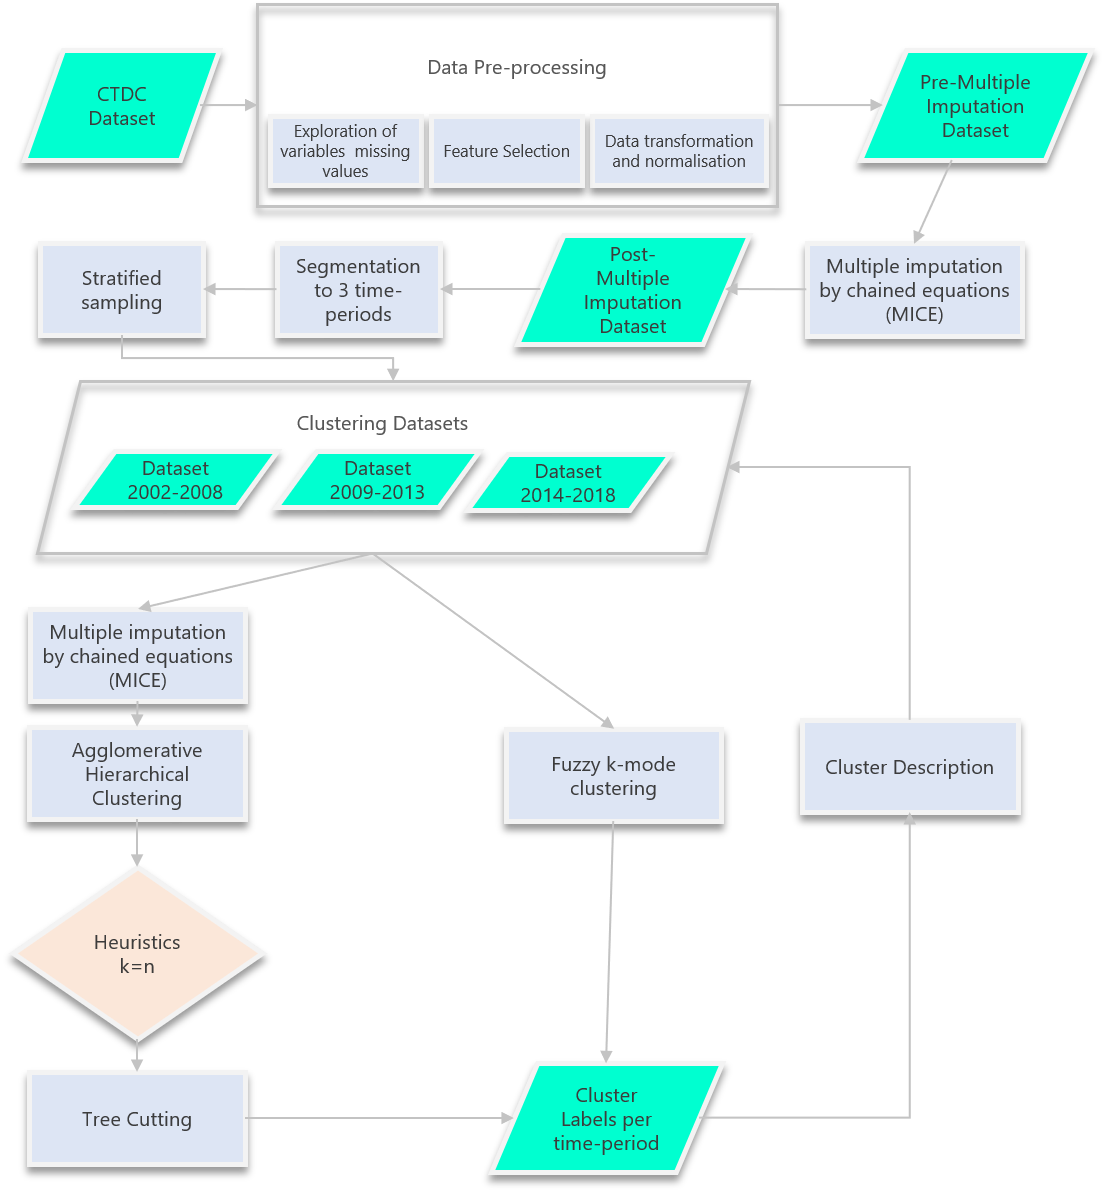 CTDC
Dataset
Data Pre-processing
Exploration of
variables missing
values
Feature Selection
Data transformation
and normalisation
Pre-Multiple
Imputation
Dataset
Multiple imputation
by chained equations
(MICE)
Post-
Multiple
Imputation
Dataset
Segmentation
to 3 time-
periods
Stratified
sampling
Clustering Datasets
Dataset
2002-2008
Dataset
2009-2013
Dataset
2014-2018
Multiple imputation
by chained equations
(MICE)
Agglomerative
Hierarchical
Clustering
Heuristics
k=n
Tree Cutting
Fuzzy k-mode
clustering
Cluster
Labels per
time-period
Cluster Description